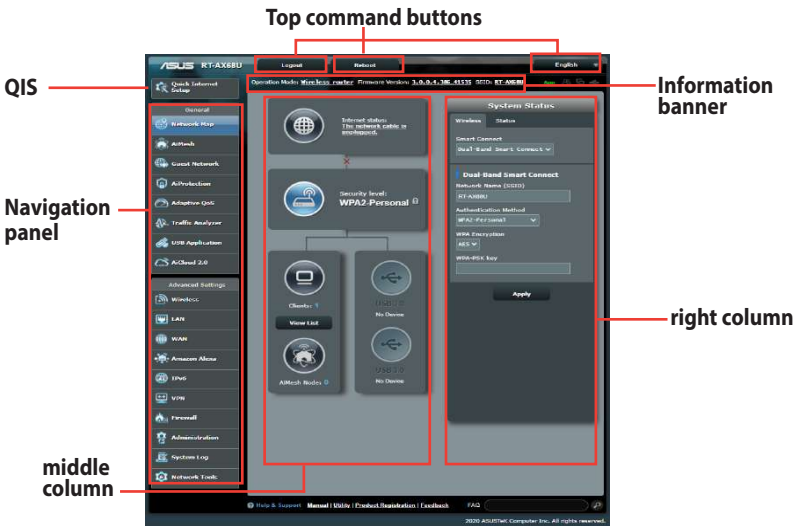 Top command buttons
ASUS RT-AX68U
Logout
Reboot
English
QIS
Quick Internet
Setup
Operation Mode: Wireless router Firmware Version: 3.0.0.4.386_41535 SSID: RT-AX68U
Information
banner
General
Network Map
AiMesh
Guest Network
AiProtection
Adaptive QoS
Traffic Analyzer
USB Application
AiCloud 2.0
Navigation
panel
Advanced Settings
Wireless
LAN
WAN
Amazon Alexa
IPv6
VPN
Firewall
Administration
System Log
Network Tools
Internet status:
The network cable is
unplugged.
Security level:
WPA2-Personal
Clients: 1
View List
AiMesh Node: 0
USB 3.0
No Device
No Device
System Status
Wireless
Status
Smart Connect
Dual-Band Smart Connect
Dual-Band Smart Connect
Network Name (SSID)
RT-AX68U
Authentication Method
WPA2-Personal
WPA Encryption
AES
WPA-PSK key
Apply
right column
middle
column
Help & Support Manual | Utility | Product Registration | Feedback
FAQ
2020 ASUSTeK Computer Inc. All rights reserved.